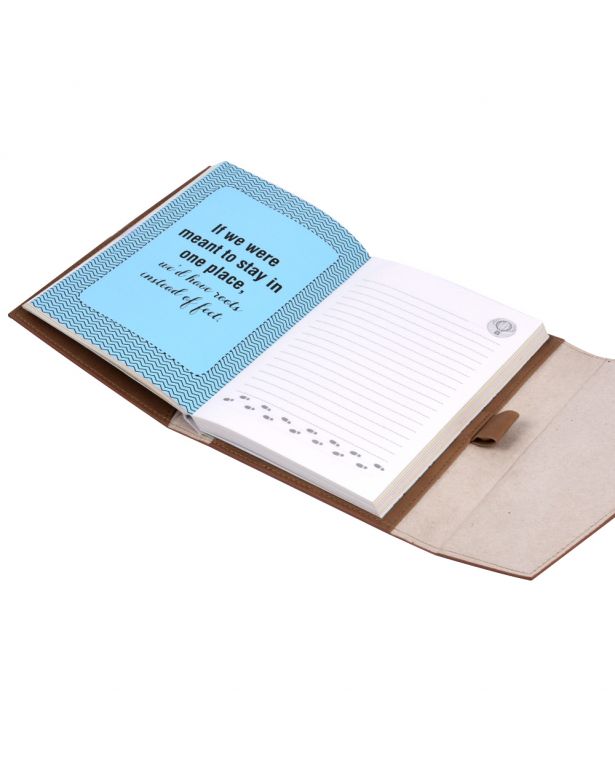 If we were
meant to stay in
one place,
we'd have roots
instead of feet.